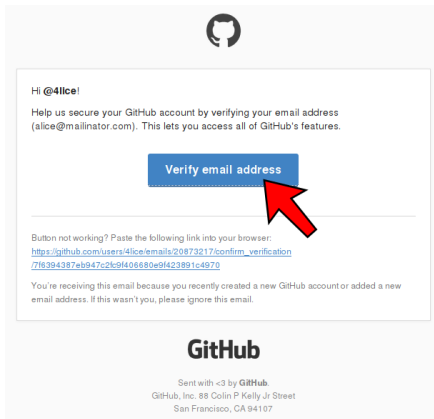 Hi @4lice!
Help us secure your GitHub account by verifying your email address
(alice@mailinator.com). This lets you access all of GitHub's features.
Verify email address
Button not working? Paste the following link into your browser:
https://github.com/users/4lice/emails/20873217/confirm_verification
/7f6394387eb947c2fc9f406680e9f423891c4970
You're receiving this email because you recently created a new GitHub account or added a new
email address. If this wasn't you, please ignore this email.
GitHub
Sent with <3 by GitHub.
GitHub, Inc. 88 Colin P Kelly Jr Street
San Francisco, CA 94107